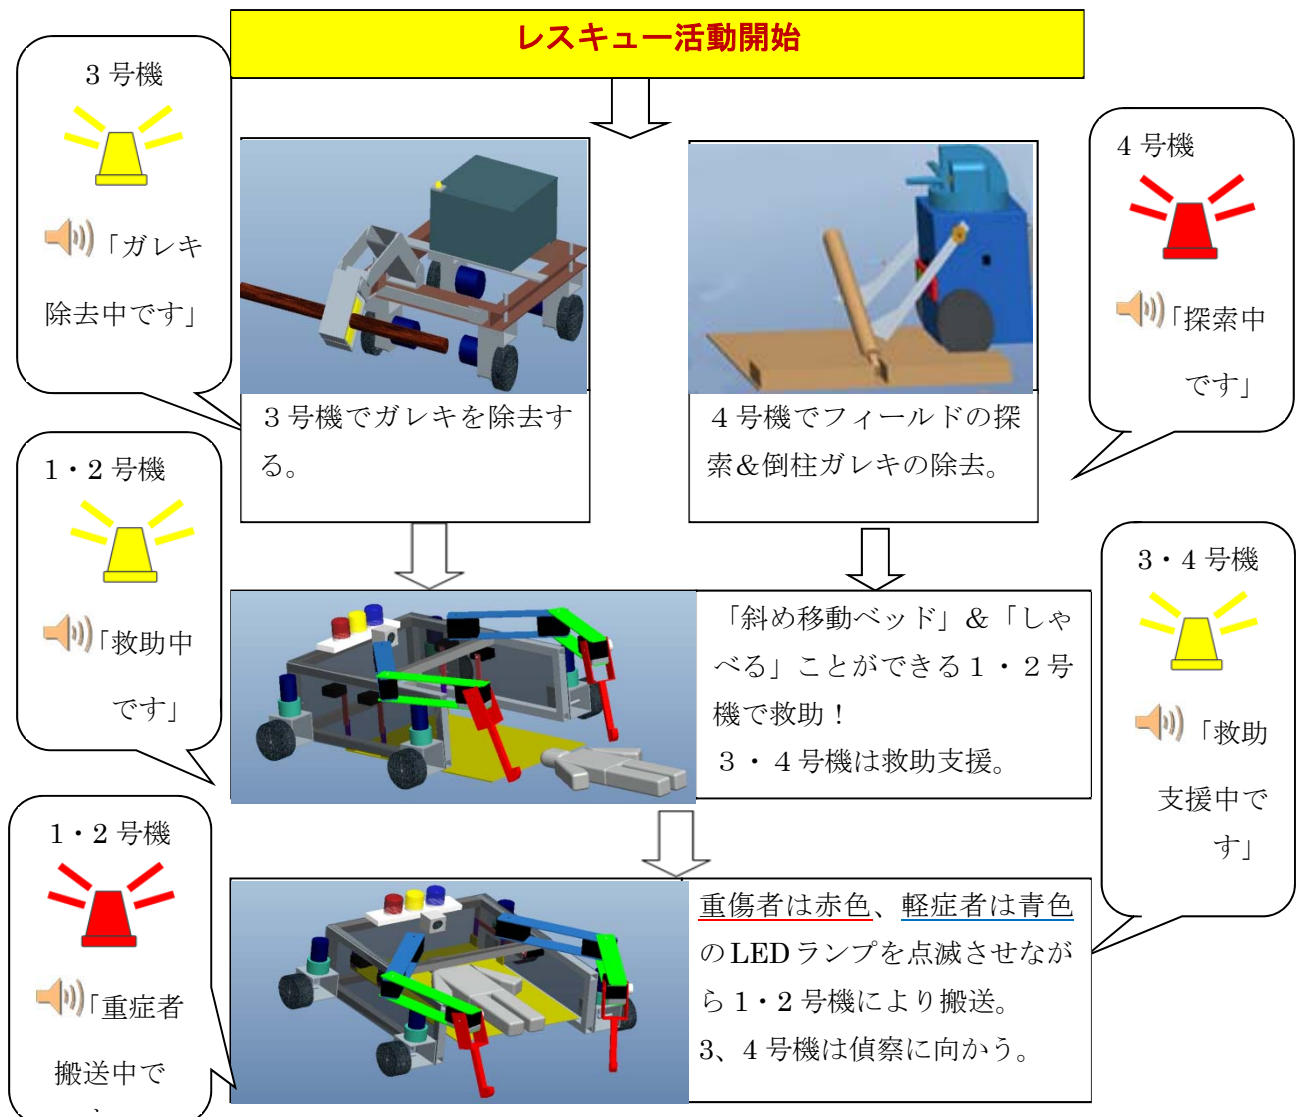 レスキュー活動開始
3 号機
「ガレキ
除去中です」
4 号機
「探索中
です」
３号機でガレキを除去す
る。
４号機でフィールドの探
索＆倒柱ガレキの除去。
1・2 号機
「救助中
です」
「斜め移動ベッド」＆「しゃ
べる」ことができる１・２号
機で救助！
３・４号機は救助支援。
3・4 号機
「救助
支援中で
す」
1・2 号機
「重症者
搬送中で
重傷者は赤色、軽症者は青色
の LED ランプを点滅させなが
ら 1・2 号機により搬送。
3、4 号機は偵察に向かう。